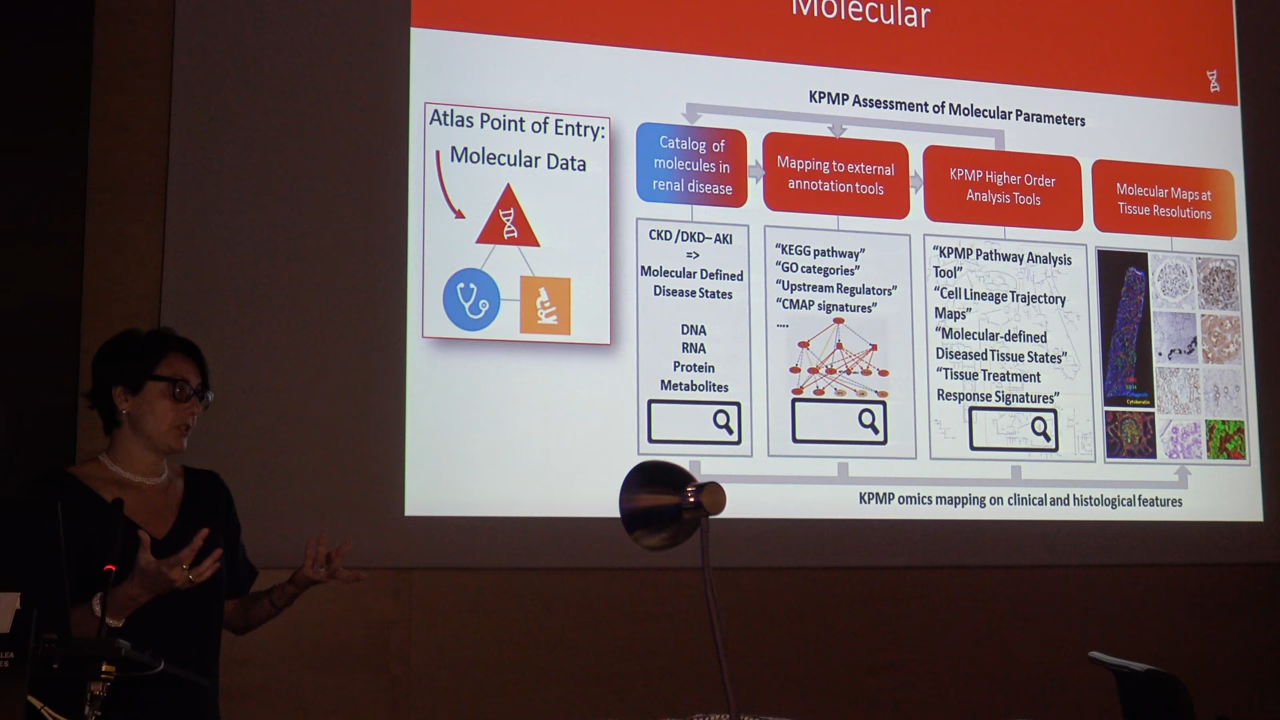 Molecular
KPMP Assessment of Molecular Parameters
Atlas Point of Entry:
Molecular Data
Catalog of
molecules in
renal disease
Mapping to external
annotation tools
KPMP Higher Order
Analysis Tools
Molecular Maps at
Tissue Resolutions
CKD /DKD– AKI
=>
Molecular Defined
Disease States
DNA
RNA
Protein
Metabolites
“KEGG pathway”
“GO categories”
“Upstream Regulators”
“CMAP signatures”
....
“KPMP Pathway Analysis
Tool”
“Cell Lineage Trajectory
Maps”
“Molecular-defined
Diseased Tissue States”
“Tissue Treatment
Response Signatures”
Cytokeratin
KPMP omics mapping on clinical and histological features